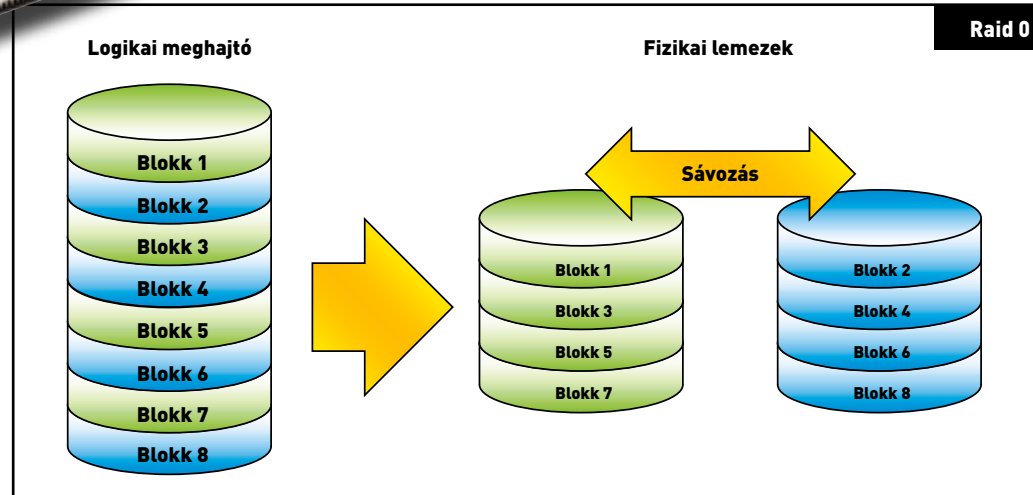 Raid 0
Logikai meghajtó
Fizikai lemezek
Blokk 1
Blokk 2
Blokk 3
Blokk 4
Blokk 5
Blokk 6
Blokk 7
Blokk 8
Sávozás
Blokk 1
Blokk 3
Blokk 5
Blokk 7
Blokk 2
Blokk 4
Blokk 6
Blokk 8